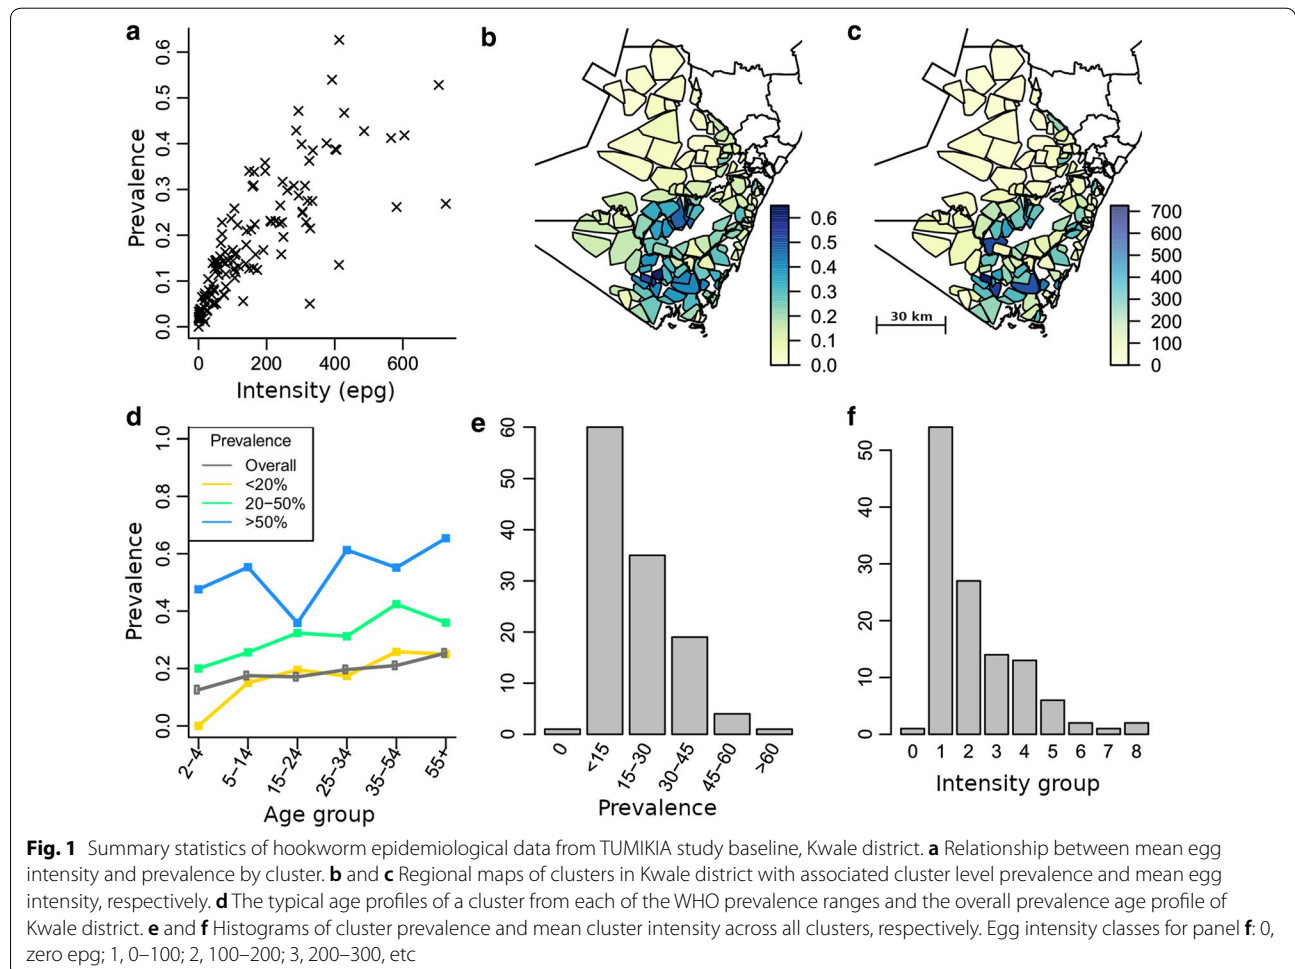 a
0.6
0.5
0.4
0.3
0.2
0.1
0.0
Prevalence
0
200
400
600
Intensity (epg)
b
0.6
0.5
0.4
0.3
0.2
0.1
0.0
c
30 km
700
600
500
400
300
200
100
0
d
1.0
0.8
0.6
0.4
0.2
0.0
Prevalence
Prevalence
Overall
<20%
20–50%
>50%
2–4
5–14
15–24
25–34
35–54
55+
Age group
e
60
50
40
30
20
10
0
0
<15
15–30
30–45
45–60
>60
Prevalence
f
50
40
30
20
10
0
0 1 2 3 4 5 6 7 8
Intensity group
Fig. 1 Summary statistics of hookworm epidemiological data from TUMIKIA study baseline, Kwale district. a Relationship between mean egg
intensity and prevalence by cluster. b and c Regional maps of clusters in Kwale district with associated cluster level prevalence and mean egg
intensity, respectively. d The typical age profiles of a cluster from each of the WHO prevalence ranges and the overall prevalence age profile of
Kwale district. e and f Histograms of cluster prevalence and mean cluster intensity across all clusters, respectively. Egg intensity classes for panel f: 0,
zero epg; 1, 0–100; 2, 100–200; 3, 200–300, etc